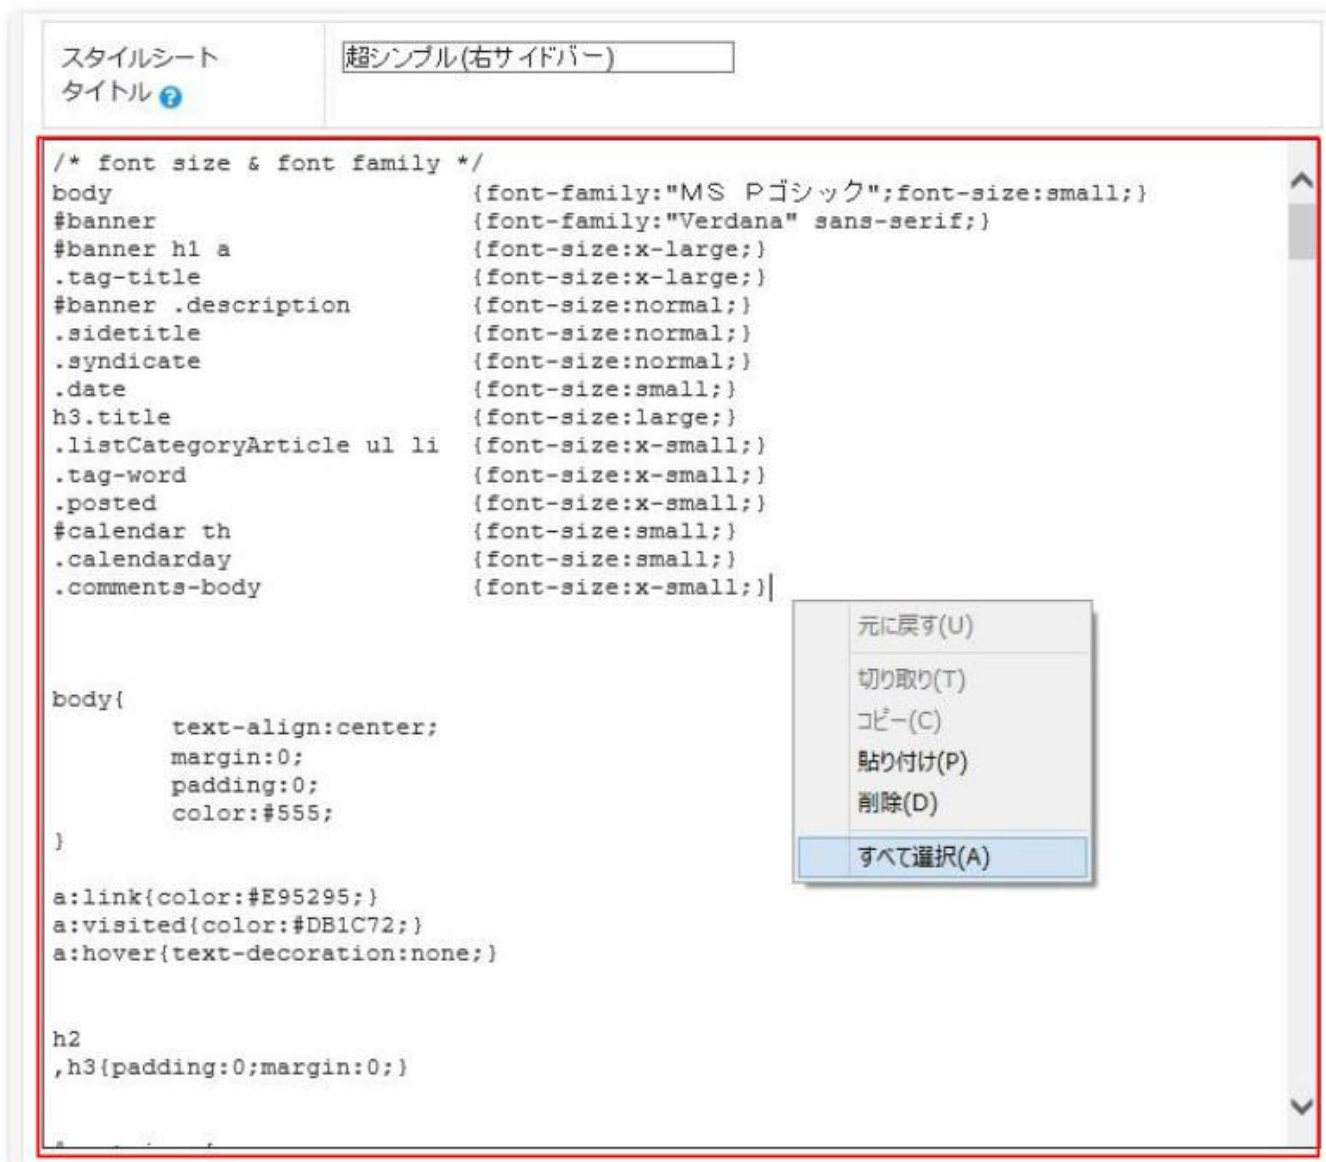 スタイルシート
タイトル ?
超シンプル(右サイドバー)
/* font size & font family */
body {font-family:"ＭＳ Ｐゴシック";font-size:small;}
#banner {font-family:"Verdana" sans-serif;}
#banner h1 a {font-size:x-large;}
.tag-title {font-size:x-large;}
#banner .description {font-size:normal;}
.sidetitle {font-size:normal;}
.syndicate {font-size:normal;}
.date {font-size:small;}
h3.title {font-size:large;}
.listCategoryArticle ul li {font-size:x-small;}
.tag-word {font-size:x-small;}
.posted {font-size:x-small;}
#calendar th {font-size:small;}
.calendarday {font-size:small;}
.comments-body {font-size:x-small;}
元に戻す(U)
切り取り(T)
コピー(C)
貼り付け(P)
削除(D)
すべて選択(A)
body{
text-align:center;
margin:0;
padding:0;
color:#555;
}
a:link{color:#E95295;}
a:visited{color:#DB1C72;}
a:hover{text-decoration:none;}
h2
,h3{padding:0;margin:0;}